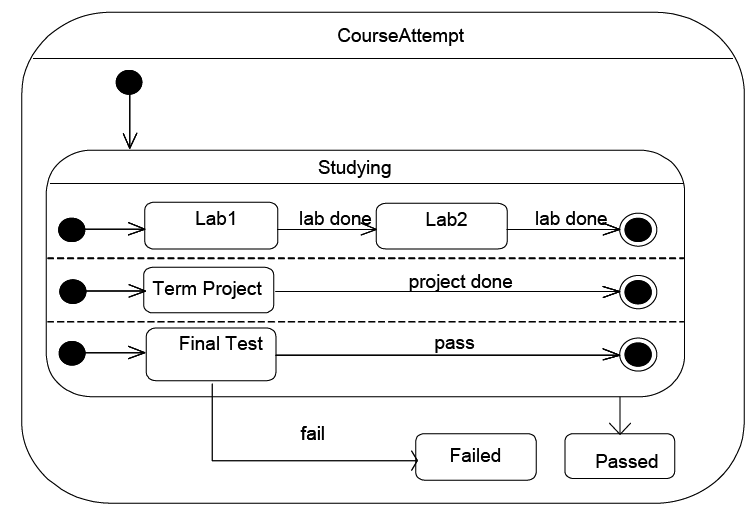 CourseAttempt
Studying
Lab1
lab done
Lab2
lab done
Term Project
project done
Final Test
pass
fail
Failed
Passed